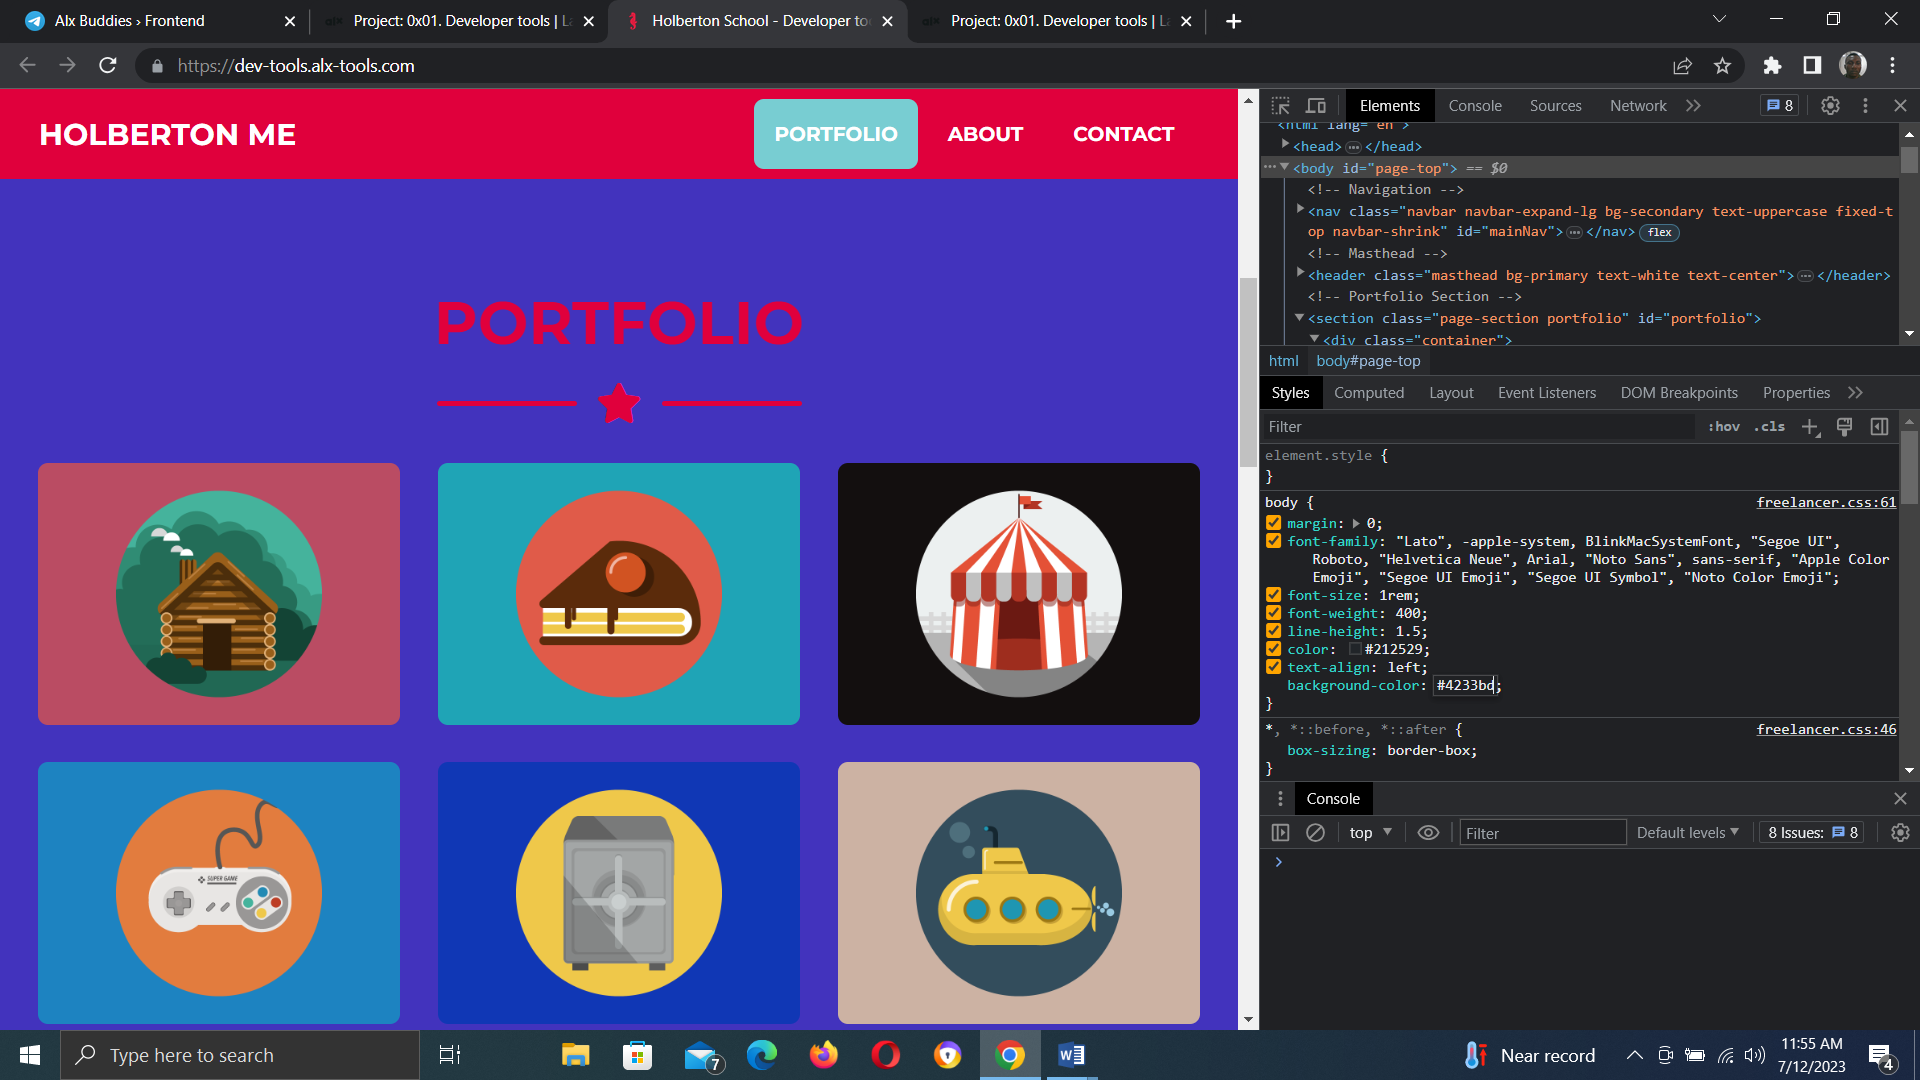 Alx Buddies › Frontend
Project: 0x01. Developer tools |
Holberton School - Developer to
Project: 0x01. Developer tools |
https://dev-tools.alx-tools.com
HOLBERTON ME
PORTFOLIO
ABOUT
CONTACT
PORTFOLIO
SUPER GAME
Elements
Console
Sources
Network
8
<html lang="en">
<head> </head>
<body id="page-top"> == $0
<!-- Navigation -->
<nav class="navbar navbar-expand-lg bg-secondary text-uppercase fixed-t
op navbar-shrink" id="mainNav"> </nav> flex
<!-- Masthead -->
<header class="masthead bg-primary text-white text-center"> </header>
<!-- Portfolio Section -->
<section class="page-section portfolio" id="portfolio">
<div class="container">
html body#page-top
Styles Computed Layout Event Listeners DOM Breakpoints Properties
Filter :hov .cls
element.style {
}
body { freelancer.css:61
margin: 0;
font-family: "Lato", -apple-system, BlinkMacSystemFont, "Segoe UI",
Roboto, "Helvetica Neue", Arial, "Noto Sans", sans-serif, "Apple Color
Emoji", "Segoe UI Emoji", "Segoe UI Symbol", "Noto Color Emoji";
font-size: 1rem;
font-weight: 400;
line-height: 1.5;
color: #212529;
text-align: left;
background-color: #4233bd;
}
*, *::before, *::after { freelancer.css:46
box-sizing: border-box;
}
Console
top Filter Default levels 8 Issues: 8
Type here to search
7
Near record
11:55 AM
7/12/2023
4